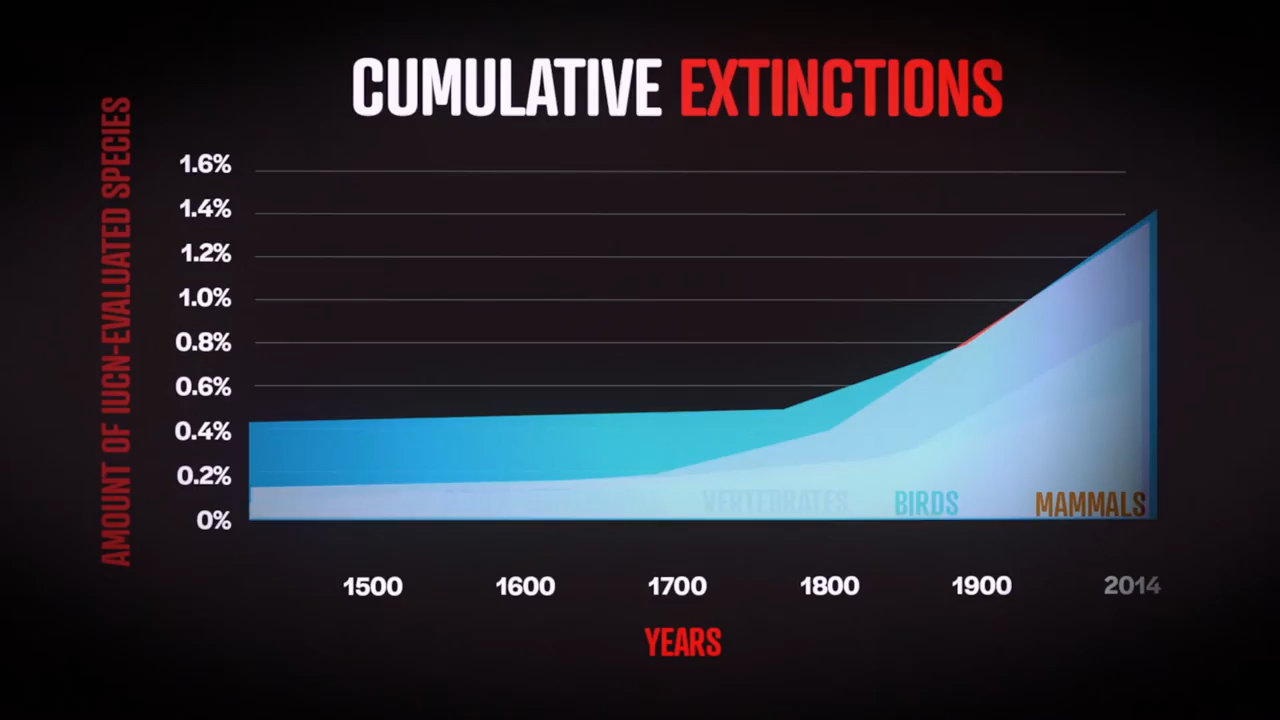 CUMULATIVE EXTINCTIONS
AMOUNT OF IUCN-EVALUATED SPECIES
1.6%
1.4%
1.2%
1.0%
0.8%
0.6%
0.4%
0.2%
0%
VERTEBRATES BIRDS MAMMALS
1500 1600 1700 1800 1900 2014
YEARS